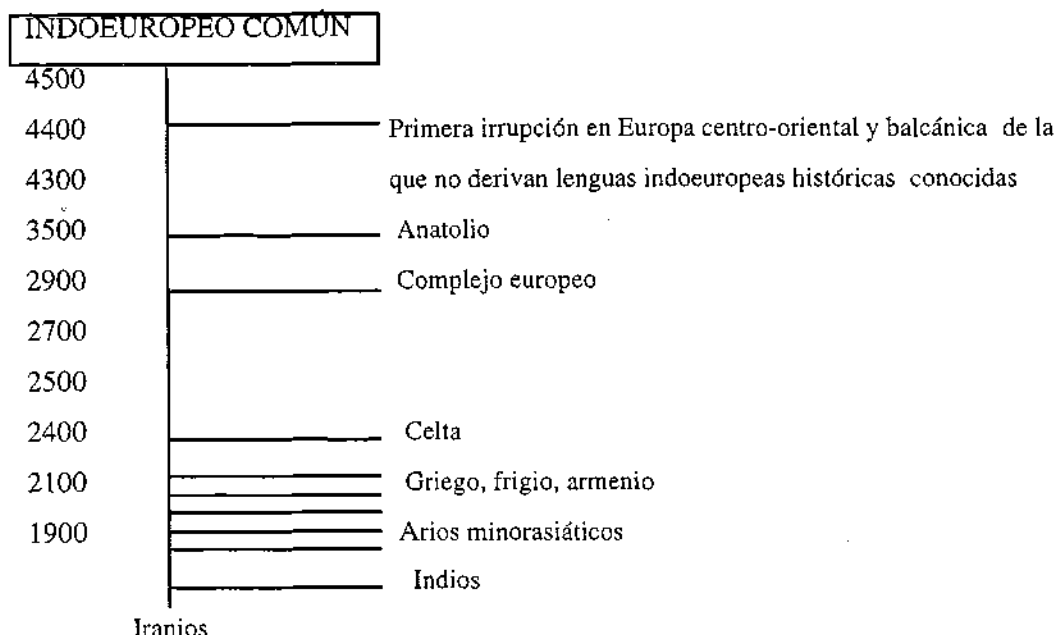 INDOEUROPEO COMÚN
4500
4400 Primera irrupción en Europa centro-oriental y balcánica de la
4300 que no derivan lenguas indoeuropeas históricas conocidas
3500 Anatolio
2900 Complejo europeo
2700
2500
2400 Celta
2100 Griego, frigio, armenio
1900 Arios minorasiáticos
Indios
Iranios